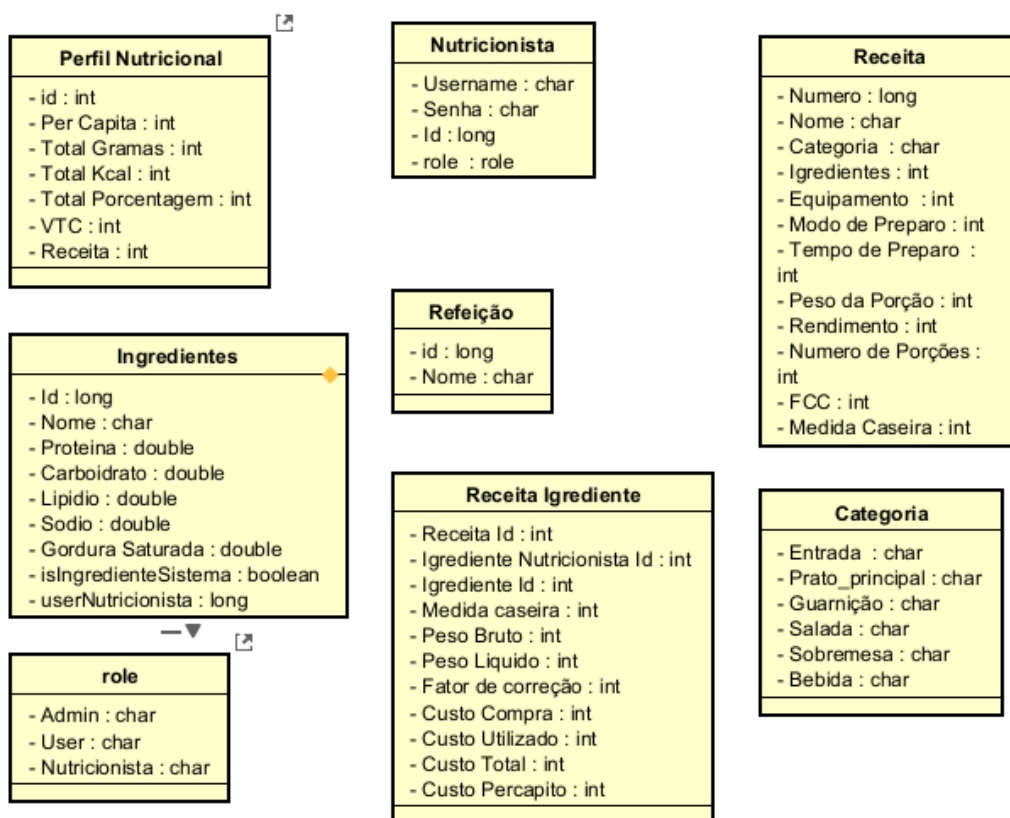 Perfil Nutricional
- id : int
- Per Capita : int
- Total Gramas : int
- Total Kcal : int
- Total Porcentagem : int
- VTC : int
- Receita : int
Ingredientes
- Id : long
- Nome : char
- Proteina : double
- Carboidrato : double
- Lipidio : double
- Sodio : double
- Gordura Saturada : double
- isIngredienteSistema : boolean
- userNutricionista : long
role
- Admin : char
- User : char
- Nutricionista : char
Nutricionista
- Username : char
- Senha : char
- Id : long
- role : role
Refeição
- id : long
- Nome : char
Receita Igrediente
- Receita Id : int
- Igrediente Nutricionista Id : int
- Igrediente Id : int
- Medida caseira : int
- Peso Bruto : int
- Peso Liquido : int
- Fator de correção : int
- Custo Compra : int
- Custo Utilizado : int
- Custo Total : int
- Custo Percapito : int
Receita
- Numero : long
- Nome : char
- Categoria : char
- Igredientes : int
- Equipamento : int
- Modo de Preparo : int
- Tempo de Preparo :
int
- Peso da Porção : int
- Rendimento : int
- Numero de Porções :
int
- FCC : int
- Medida Caseira : int
Categoria
- Entrada : char
- Prato_principal : char
- Guarnição : char
- Salada : char
- Sobremesa : char
- Bebida : char